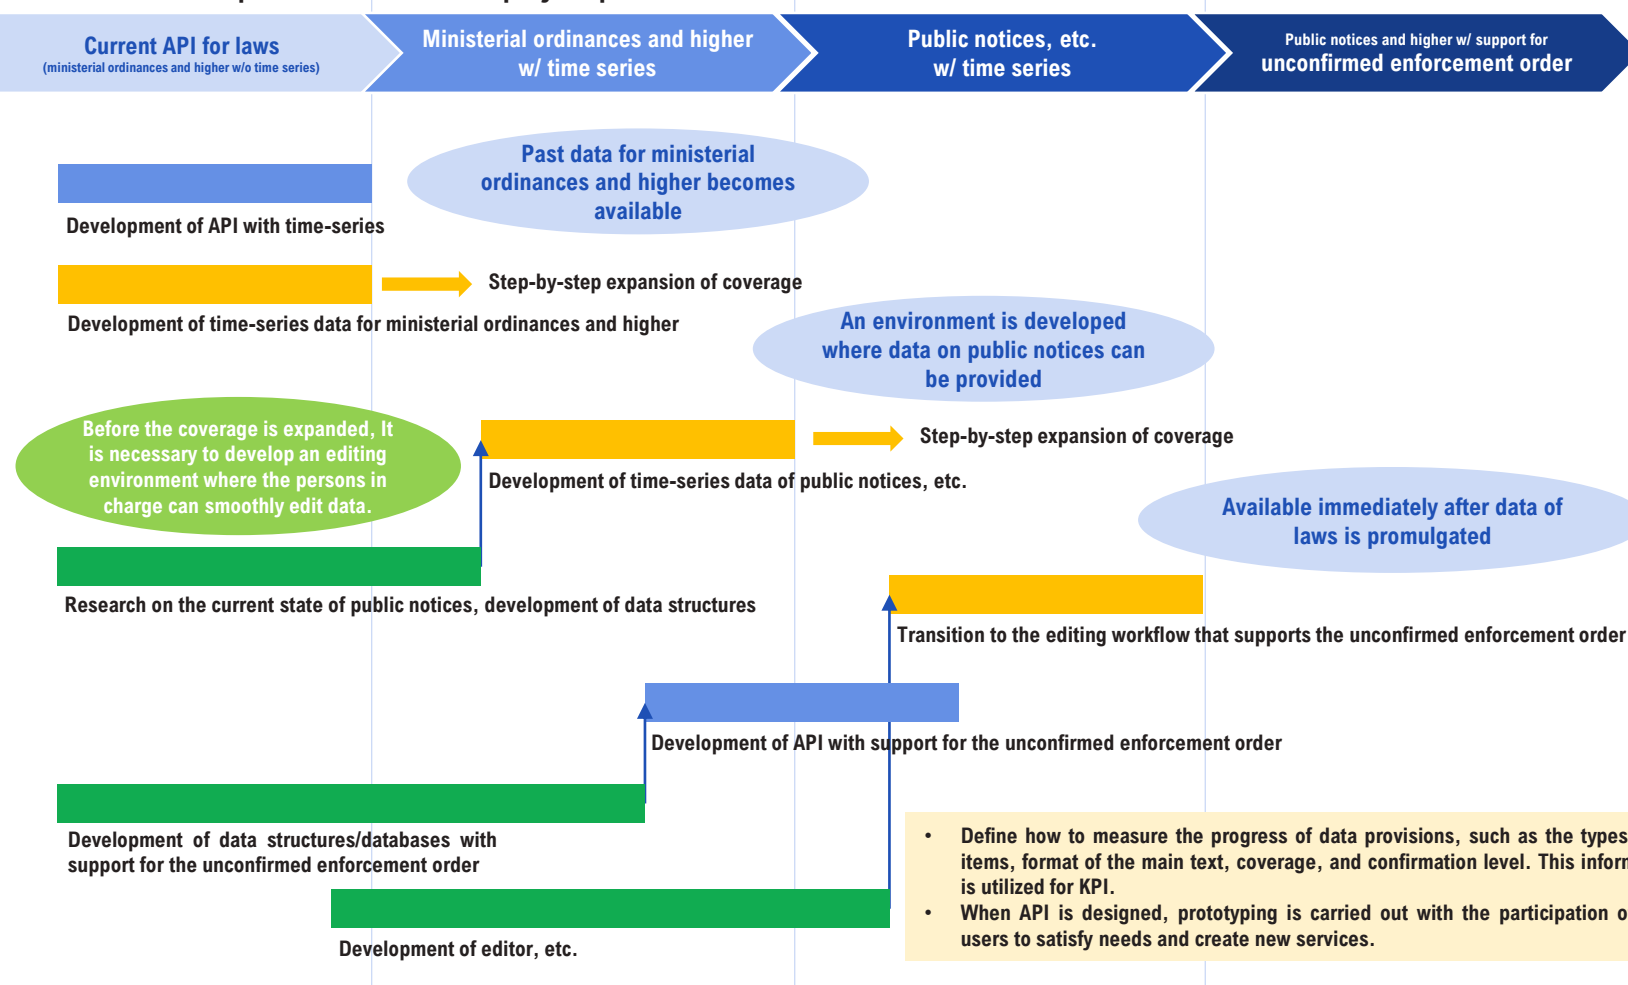 Current API for laws
(ministerial ordinances and higher w/o time series)
Ministerial ordinances and higher
w/ time series
Public notices, etc.
w/ time series
Public notices and higher w/ support for
unconfirmed enforcement order
Past data for ministerial
ordinances and higher becomes
available
Development of API with time-series
Step-by-step expansion of coverage
Development of time-series data for ministerial ordinances and higher
An environment is developed
where data on public notices can
be provided
Before the coverage is expanded, It
is necessary to develop an editing
environment where the persons in
charge can smoothly edit data.
Step-by-step expansion of coverage
Development of time-series data of public notices, etc.
Available immediately after data of
laws is promulgated
Research on the current state of public notices, development of data structures
Transition to the editing workflow that supports the unconfirmed enforcement order
Development of API with support for the unconfirmed enforcement order
Development of data structures/databases with
support for the unconfirmed enforcement order
• Define how to measure the progress of data provisions, such as the types
items, format of the main text, coverage, and confirmation level. This
is utilized for KPI.
• When API is designed, prototyping is carried out with the participation
users to satisfy needs and create new services.
Development of editor, etc.